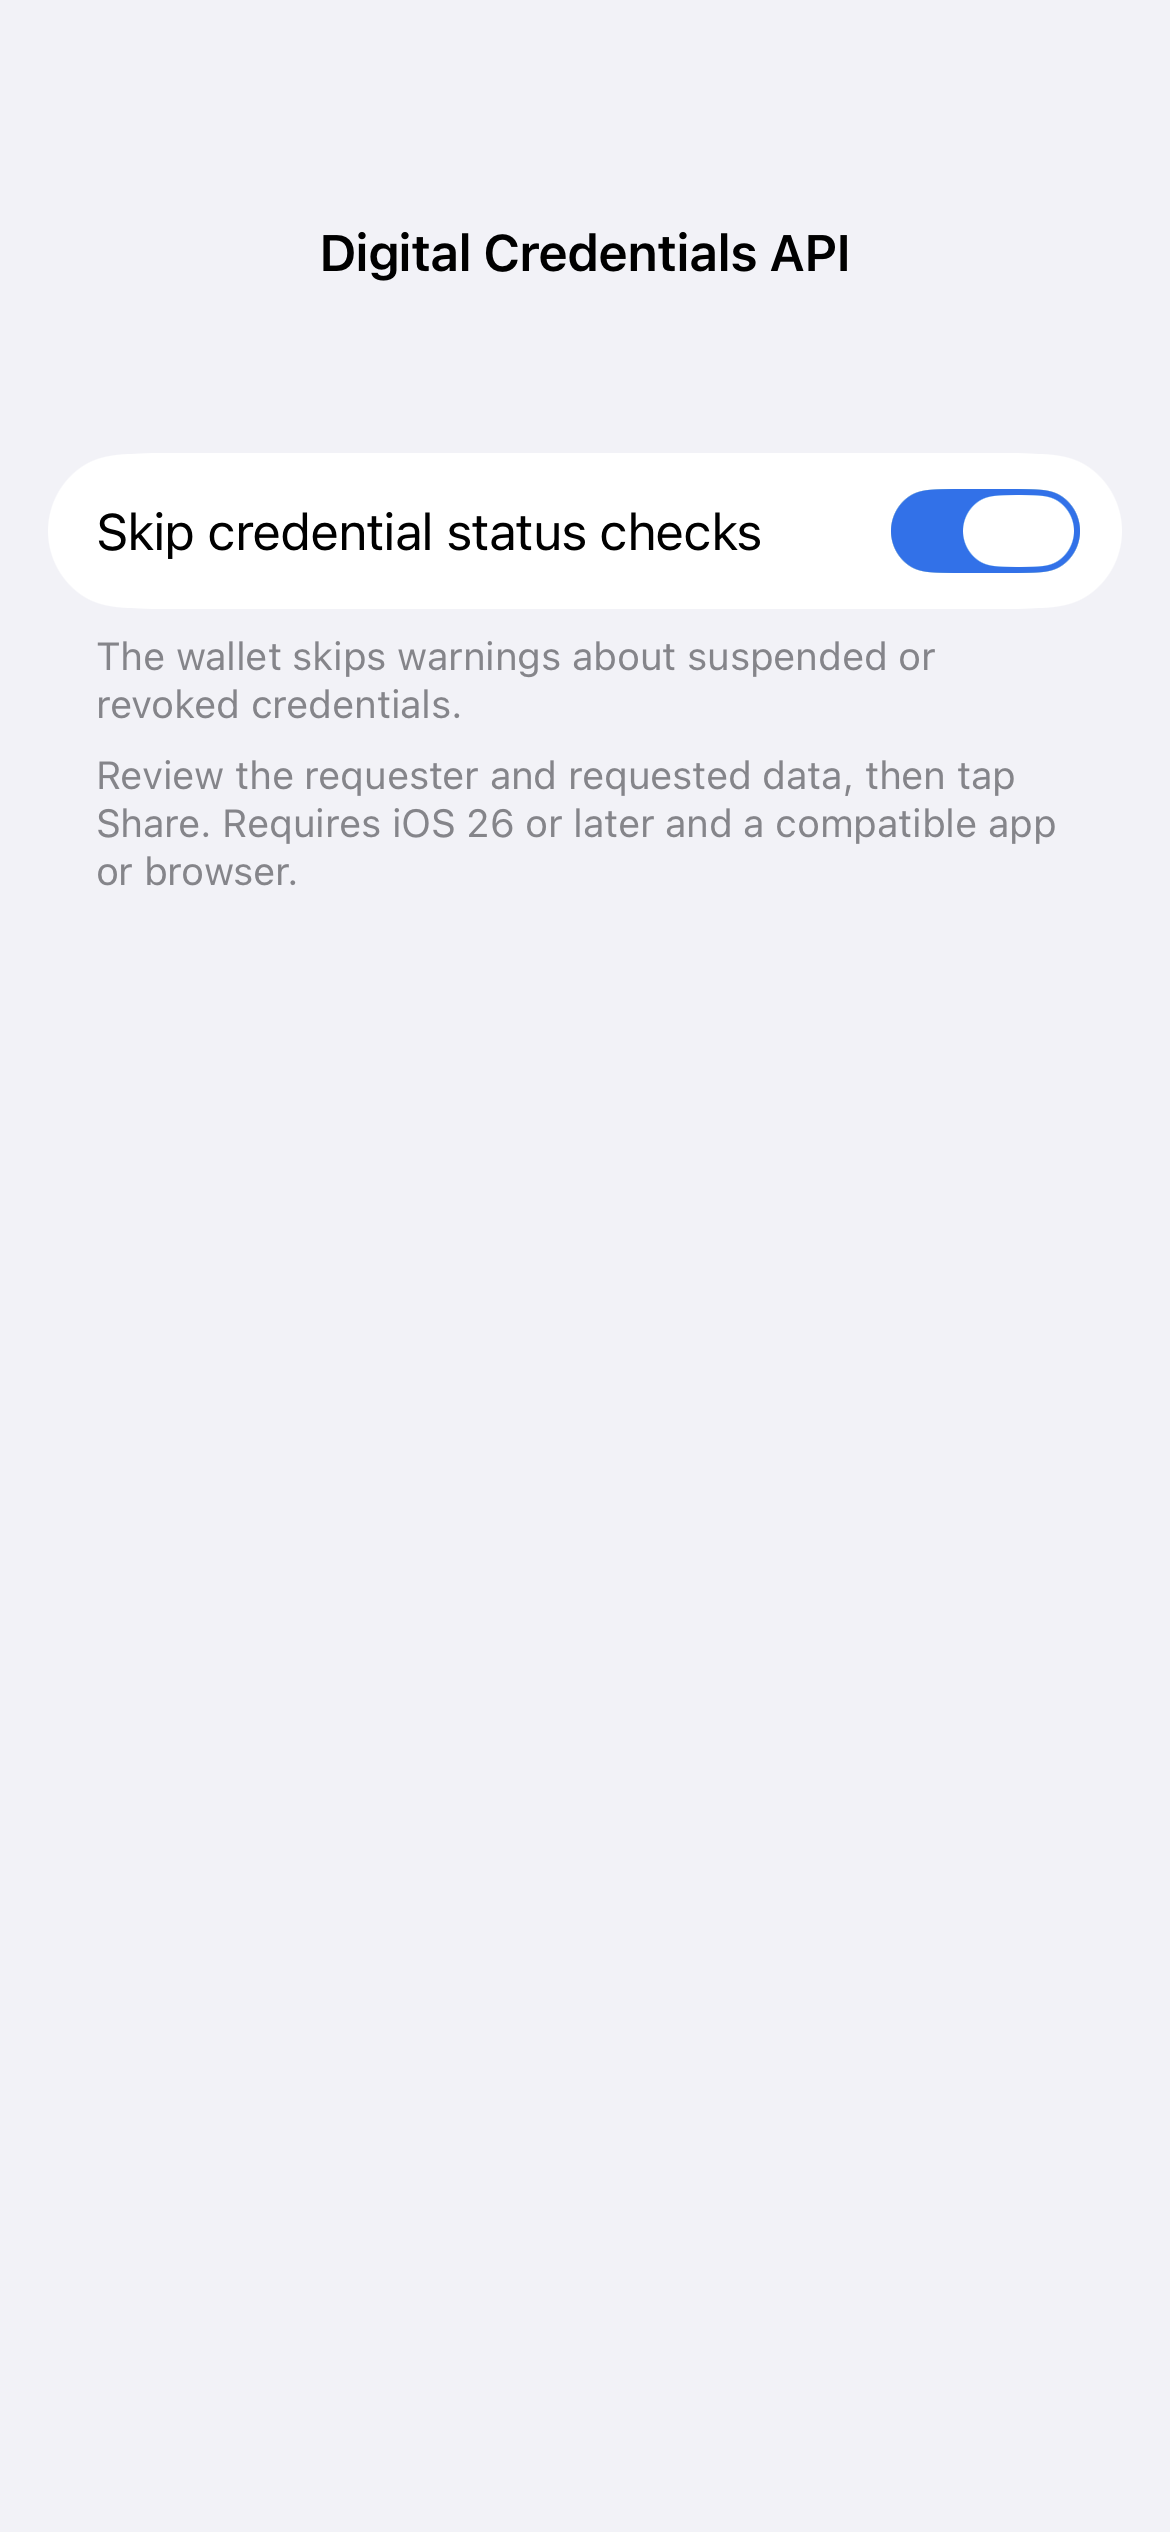 Digital Credentials API
Skip credential status checks
The wallet skips warnings about suspended or
revoked credentials.
Review the requester and requested data, then tap
Share. Requires iOS 26 or later and a compatible app
or browser.